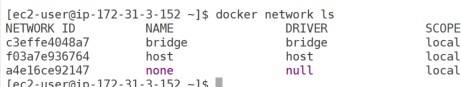 [ec2-user@ip-172-31-3-152 ~]$ docker network ls
NETWORK ID NAME DRIVER SCOPE
c3effe4048a7 bridge bridge local
f03a7e936764 host host local
a4e16ce92147 none null local
[ec2-user@ip-172-31-3-152 ~]$